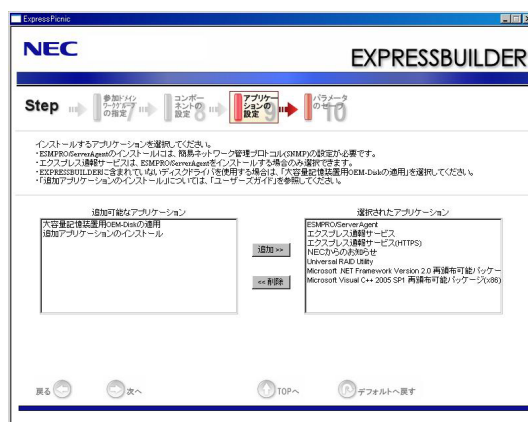 ExpressPicnic
NEC
EXPRESSBUILDER
Step
参加ドメイン
ワークグループ
の指定 7
コンポー
ネントの
設定 8
アプリケー
ションの
設定 9
パラメータ
のセーブ 10
インストールするアプリケーションを選択してください。
・ESMPRO/ServerAgentのインストールには、簡易ネットワーク管理プロトコル(SNMP)の設定が必要です。
・エクスプレス通報サービスは、ESMPRO/ServerAgentをインストールする場合のみ選択できます。
・EXPRESSBUILDERに含まれていないディスクドライバを使用する場合は、「大容量記憶装置用OEM-Diskの適用」を選択してください。
・「追加アプリケーションのインストール」については、「ユーザーズガイド」を参照してください。
追加可能なアプリケーション
大容量記憶装置用OEM-Diskの適用
追加アプリケーションのインストール
追加 >>
<< 削除
選択されたアプリケーション
ESMPRO/ServerAgent
エクスプレス通報サービス
エクスプレス通報サービス(HTTPS)
NECからのお知らせ
Universal RAID Utility
Microsoft .NET Framework Version 2.0 再頒布可能パッケー
Microsoft Visual C++ 2005 SP1 再頒布可能パッケージ(x86)
戻る
次へ
TOPへ
デフォルトへ戻す